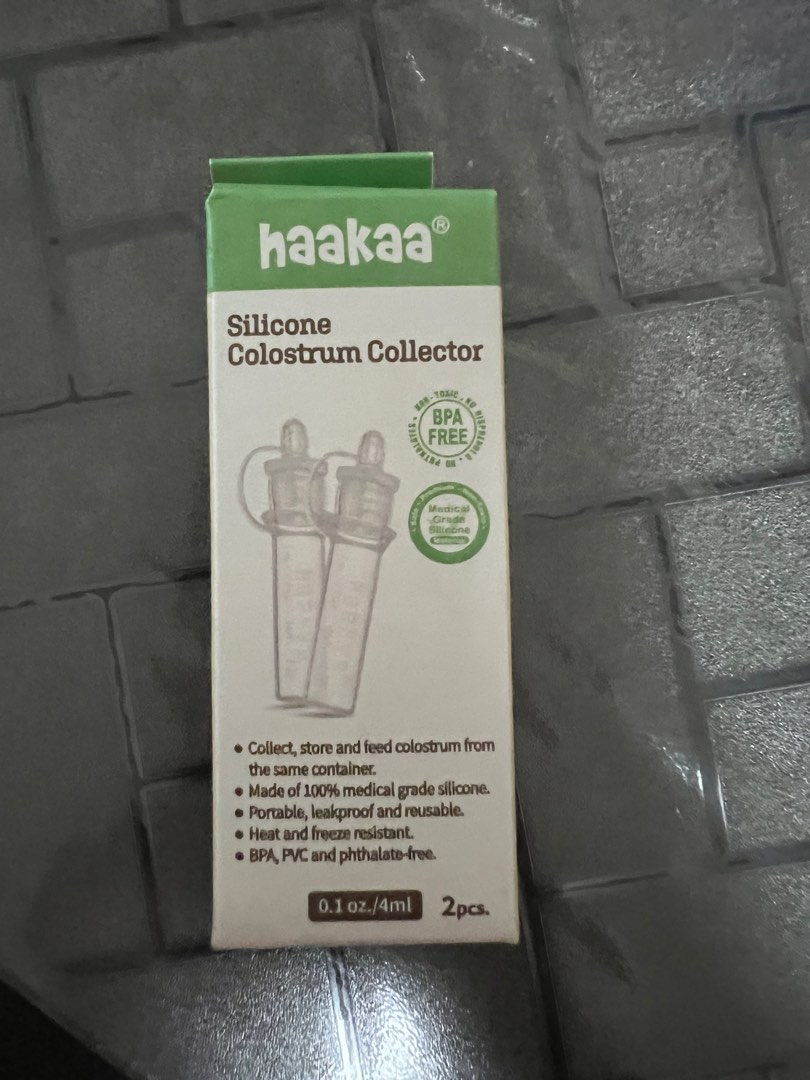 haakaa®
Silicone
Colostrum Collector
BPA
FREE
Medical
Grade
Silicone
• Collect, store and feed colostrum from
the same container.
• Made of 100% medical grade silicone.
• Portable, leakproof and reusable.
• Heat and freeze resistant.
• BPA, PVC and phthalate-free.
0.1 oz./4ml
2pcs.